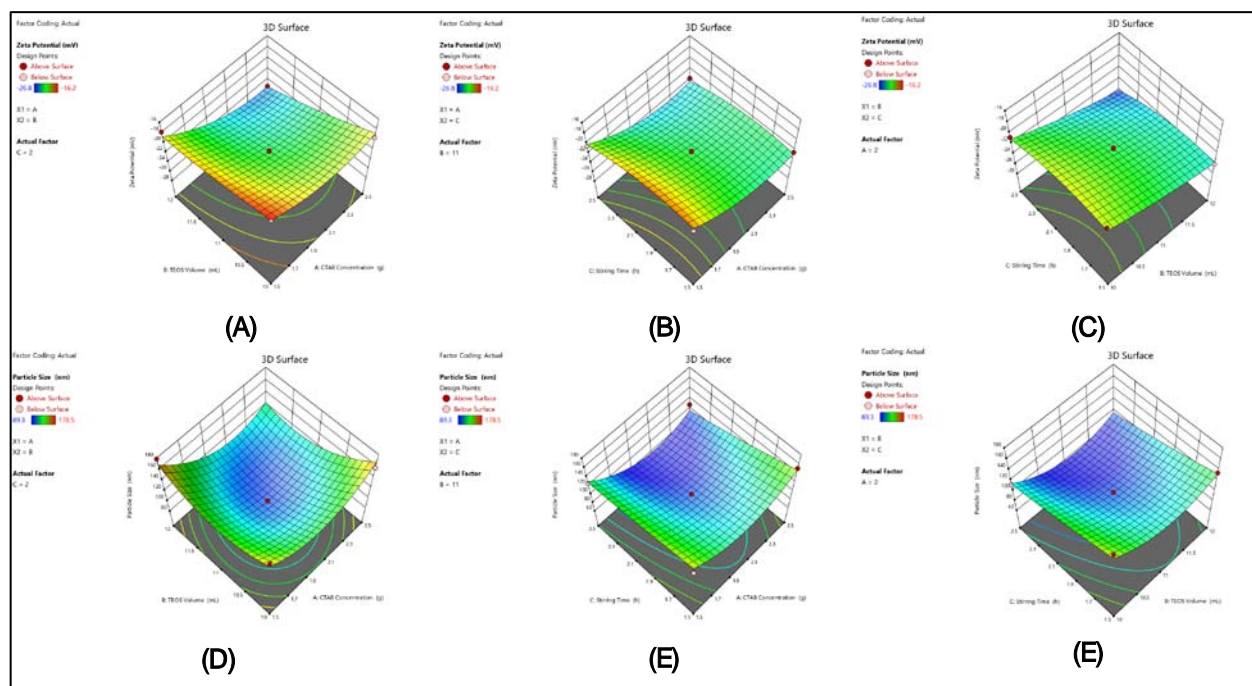 Factor Coding: Actual
3D Surface
Zeta Potential (mV)
Design Points:
Above Surface
Below Surface
-26.8 -16.2
X1 = A
X2 = B
Actual Factor
C = 2
Zeta Potential (mV)
B: TEOS Volume (mL)
A: CTAB Concentration (g)
(A)
Factor Coding: Actual
3D Surface
Zeta Potential (mV)
Design Points:
Above Surface
Below Surface
-26.8 -16.2
X1 = A
X2 = C
Actual Factor
B = 11
Zeta Potential (mV)
C: Stirring Time (h)
A: CTAB Concentration (g)
(B)
Factor Coding: Actual
3D Surface
Zeta Potential (mV)
Design Points:
Above Surface
Below Surface
-26.8 -16.2
X1 = B
X2 = C
Actual Factor
A = 2
Zeta Potential (mV)
C: Stirring Time (h)
B: TEOS Volume (mL)
(C)
Factor Coding: Actual
3D Surface
Particle Size (nm)
Design Points:
Above Surface
Below Surface
89.3 178.5
X1 = A
X2 = B
Actual Factor
C = 2
Particle Size (nm)
B: TEOS Volume (mL)
A: CTAB Concentration (g)
(D)
Factor Coding: Actual
3D Surface
Particle Size (nm)
Design Points:
Above Surface
Below Surface
89.3 178.5
X1 = A
X2 = C
Actual Factor
B = 11
Particle Size (nm)
C: Stirring Time (h)
A: CTAB Concentration (g)
(E)
Factor Coding: Actual
3D Surface
Particle Size (nm)
Design Points:
Above Surface
Below Surface
89.3 178.5
X1 = B
X2 = C
Actual Factor
A = 2
Particle Size (nm)
C: Stirring Time (h)
B: TEOS Volume (mL)
(E)